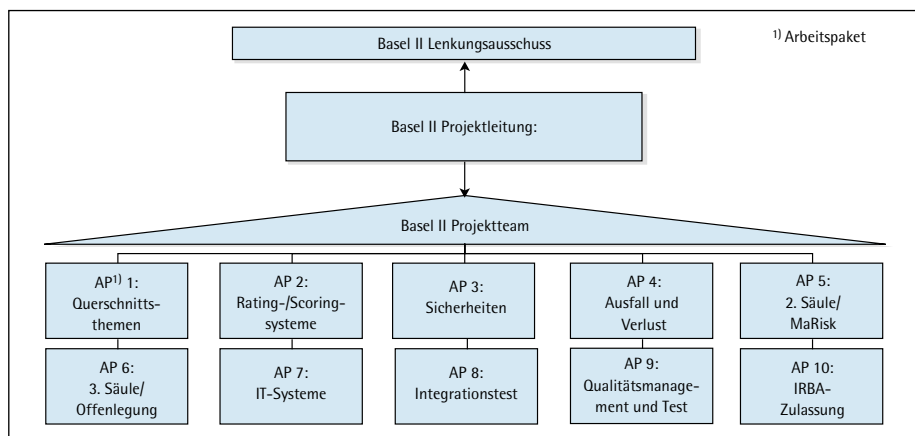 Basel II Lenkungsausschuss
1) Arbeitspaket
Basel II Projektleitung:
Basel II Projektteam
AP1) 1:
Querschnitts-
themen
AP 2:
Rating-/Scoring-
systeme
AP 3:
Sicherheiten
AP 4:
Ausfall und
Verlust
AP 5:
2. Säule/
MaRisk
AP 6:
3. Säule/
Offenlegung
AP 7:
IT-Systeme
AP 8:
Integrationstest
AP 9:
Qualitätsmanage-
ment und Test
AP 10:
IRBA-
Zulassung